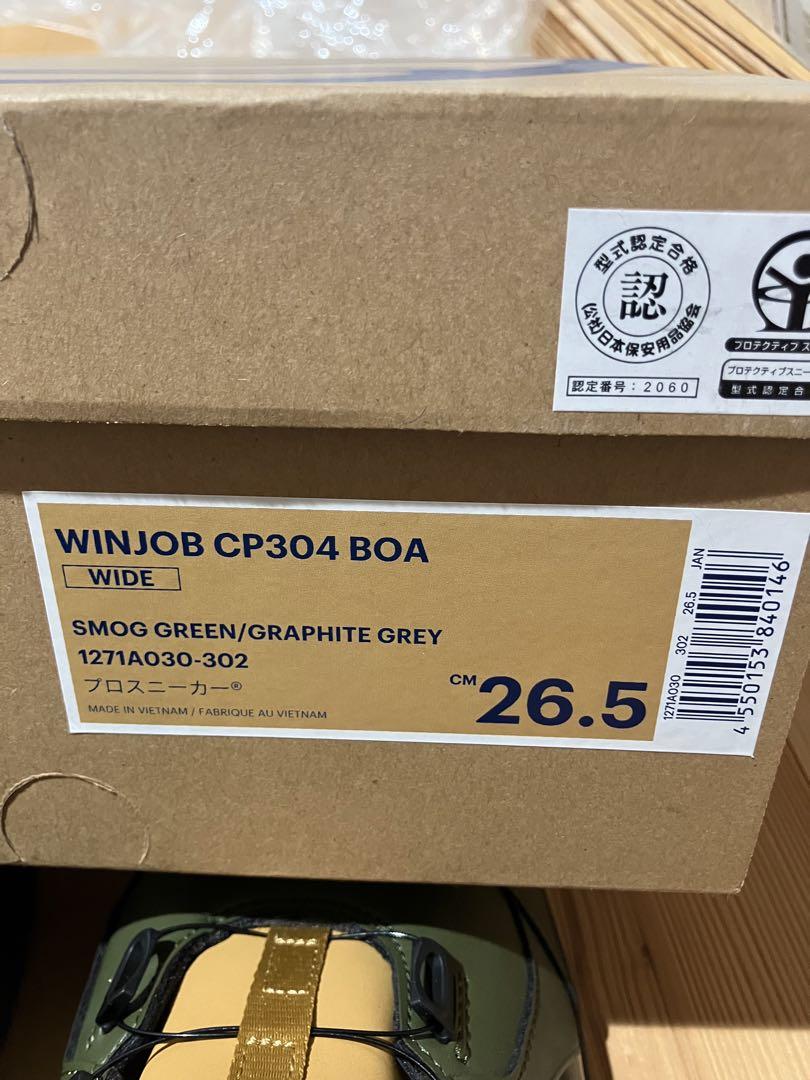 型式認定合格
認
(公社)日本保安用品協会
認定番号：2060
プロテクティブ
プロテクティブスニー
型式認定合
WINJOB CP304 BOA
WIDE
SMOG GREEN/GRAPHITE GREY
1271A030-302
プロスニーカー®
MADE IN VIETNAM / FABRIQUE AU VIETNAM
CM 26.5
1271A030 302 26.5 JAN
4 550153 840146